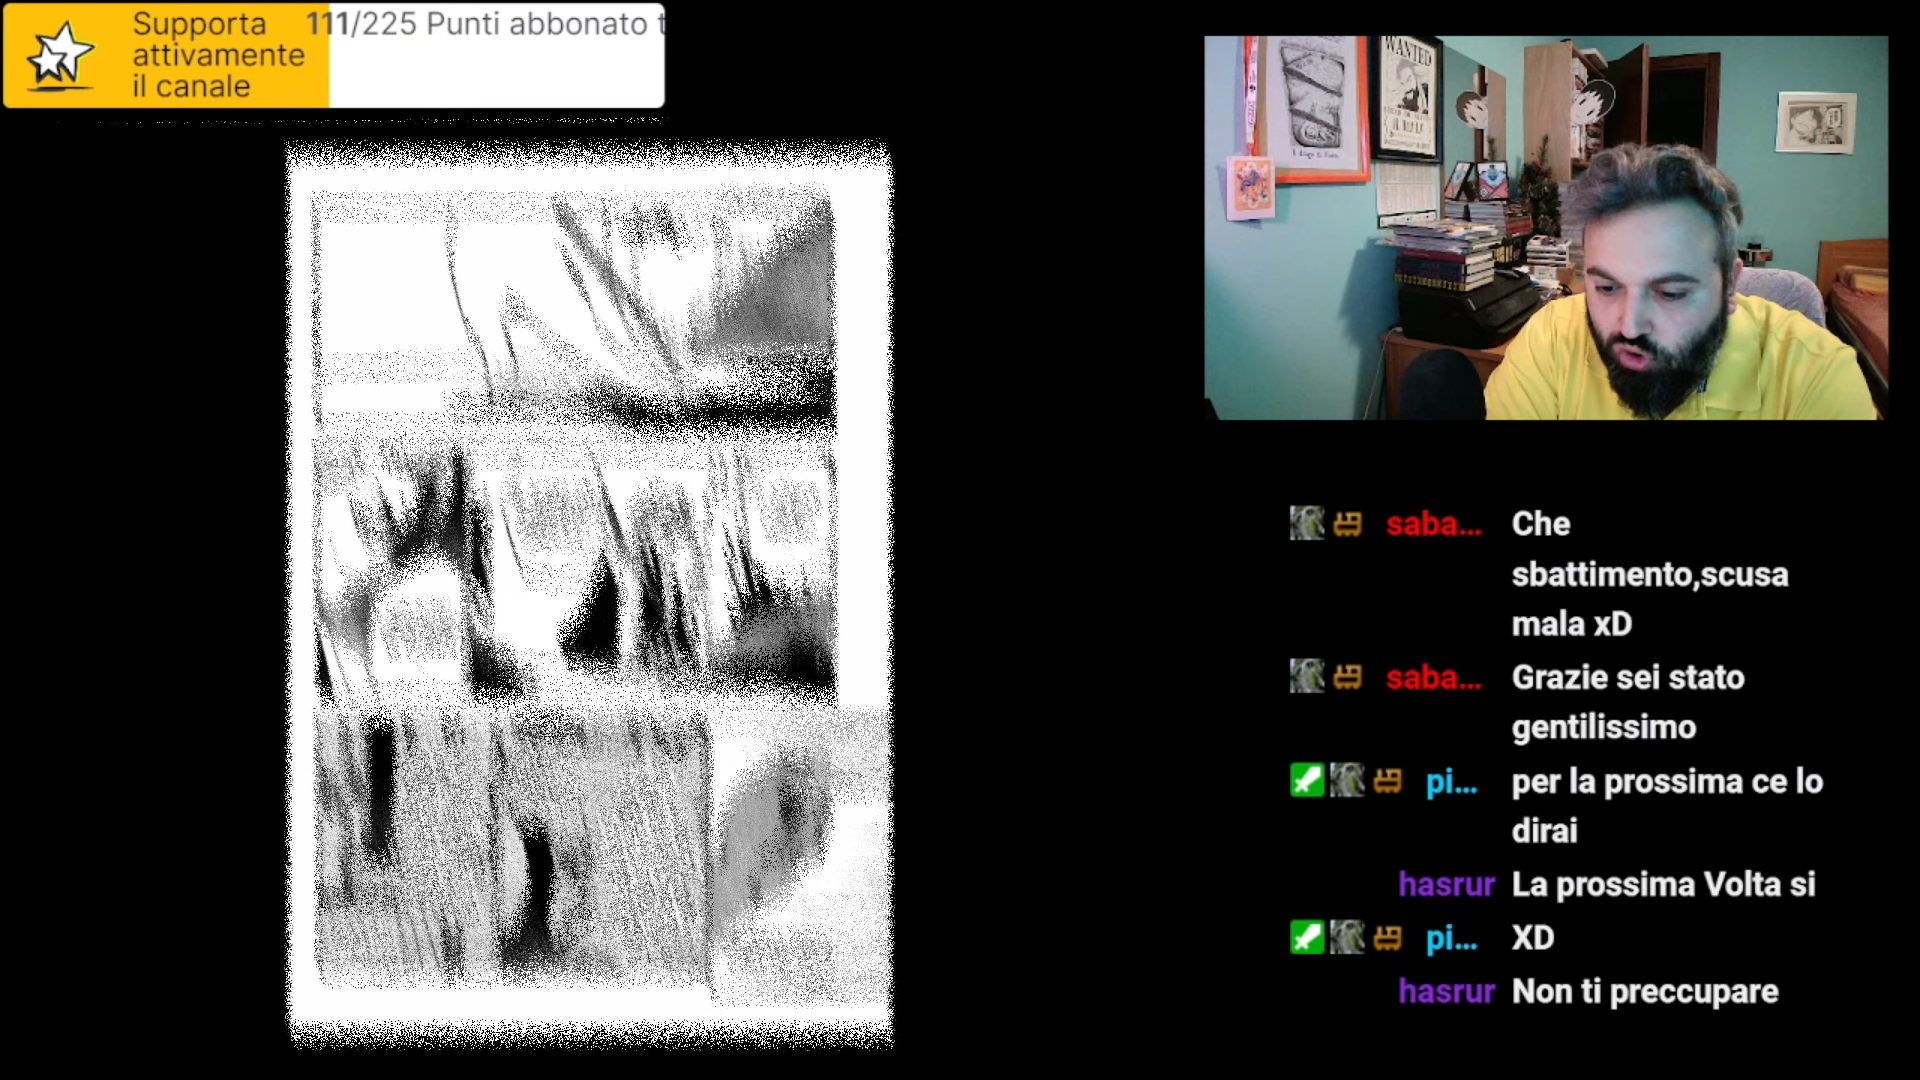 Supporta
attivamente
il canale
111/225 Punti abbonato t
WANTED
saba... Che
sbattimento,scusa
mala xD
saba... Grazie sei stato
gentilissimo
pi... per la prossima ce lo
dirai
hasrur La prossima Volta si
pi... XD
hasrur Non ti preccupare